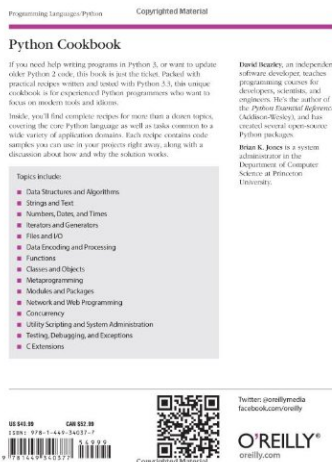 Programming Languages/Python
Copyrighted Material
Python Cookbook
If you need help writing programs in Python 3, or want to update
older Python 2 code, this book is just the ticket. Packed with
practical recipes written and tested with Python 3.3, this unique
cookbook is for experienced Python programmers who want to
focus on modern tools and idioms.
Inside, you'll find complete recipes for more than a dozen topics,
covering the core Python language as well as tasks common to a
wide variety of application domains. Each recipe contains code
samples you can use in your projects right away, along with a
discussion about how and why the solution works.
Topics include:
■ Data Structures and Algorithms
■ Strings and Text
■ Numbers, Dates, and Times
■ Iterators and Generators
■ Files and I/O
■ Data Encoding and Processing
■ Functions
■ Classes and Objects
■ Metaprogramming
■ Modules and Packages
■ Network and Web Programming
■ Concurrency
■ Utility Scripting and System Administration
■ Testing, Debugging, and Exceptions
■ C Extensions
David Beazley, an independent
software developer, teaches
programming courses for
developers, scientists, and
engineers. He's the author of
the Python Essential Reference
(Addison-Wesley), and has
created several open-source
Python packages.
Brian K. Jones is a system
administrator in the
Department of Computer
Science at Princeton
University.
US $49.99 CAN $52.99
ISBN: 978-1-449-34037-7
54999
9 781449 340377
Twitter: @oreillymedia
facebook.com/oreilly
O'REILLY®
oreilly.com
Copyrighted Material